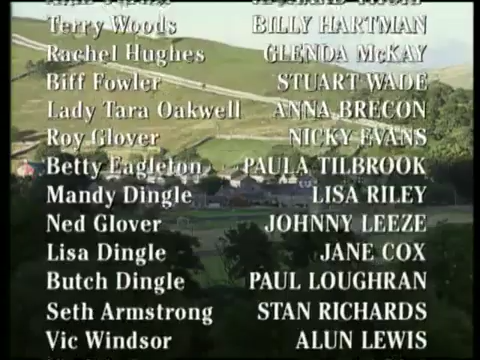 Terry Woods BILLY HARTMAN
Rachel Hughes GLENDA McKAY
Biff Fowler STUART WADE
Lady Tara Oakwell ANNA BRECON
Roy Glover NICKY EVANS
Betty Eagleton PAULA TILBROOK
Mandy Dingle LISA RILEY
Ned Glover JOHNNY LEEZE
Lisa Dingle JANE COX
Butch Dingle PAUL LOUGHRAN
Seth Armstrong STAN RICHARDS
Vic Windsor ALUN LEWIS